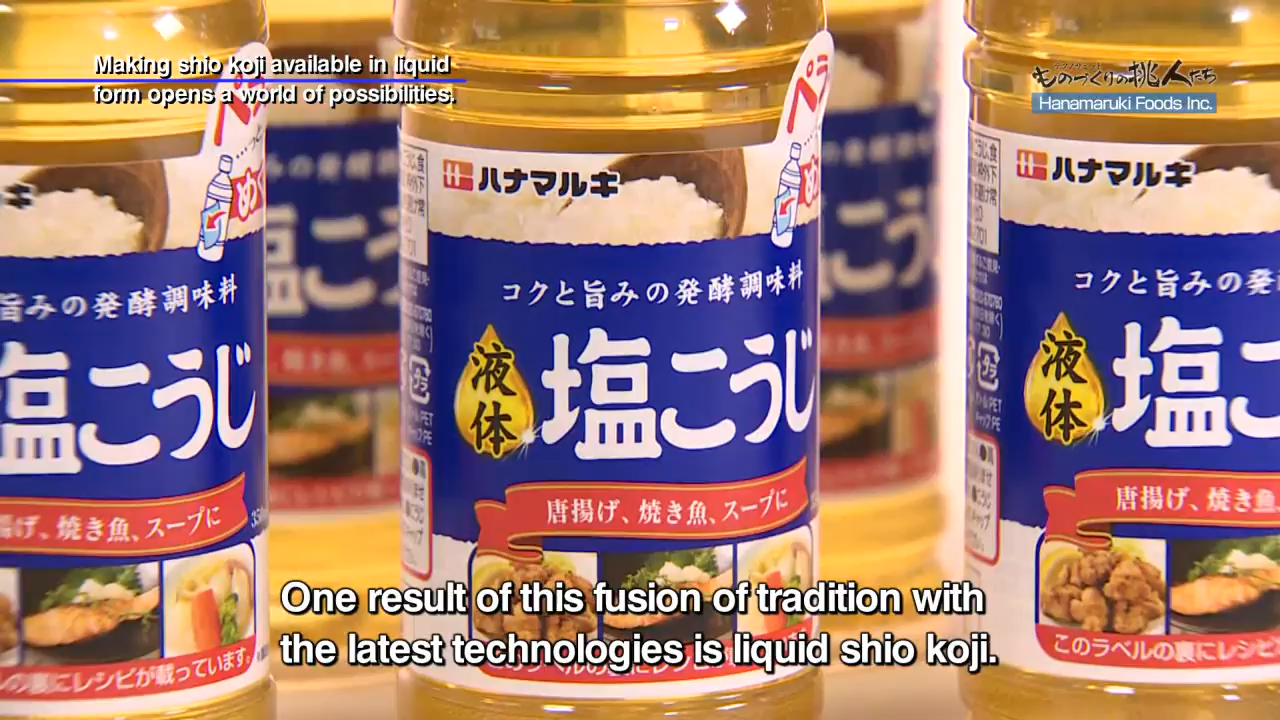 Making shio koji available in liquid
form opens a world of possibilities.
ものづくりの挑人たち
Hanamaruki Foods Inc.
ハナマルキ
コクと旨みの発酵調味料
液体
塩こうじ
唐揚げ、焼き魚、スープに
ハナマルキ
コクと旨みの発
液体
塩こ
唐揚げ、焼き魚
このラベルの裏にレシピ
旨みの発酵調味料
塩こうじ
げ、焼き魚、スープに
の裏にレシピが載っています。
塩こう
One result of this fusion of tradition with
the latest technologies is liquid shio koji.